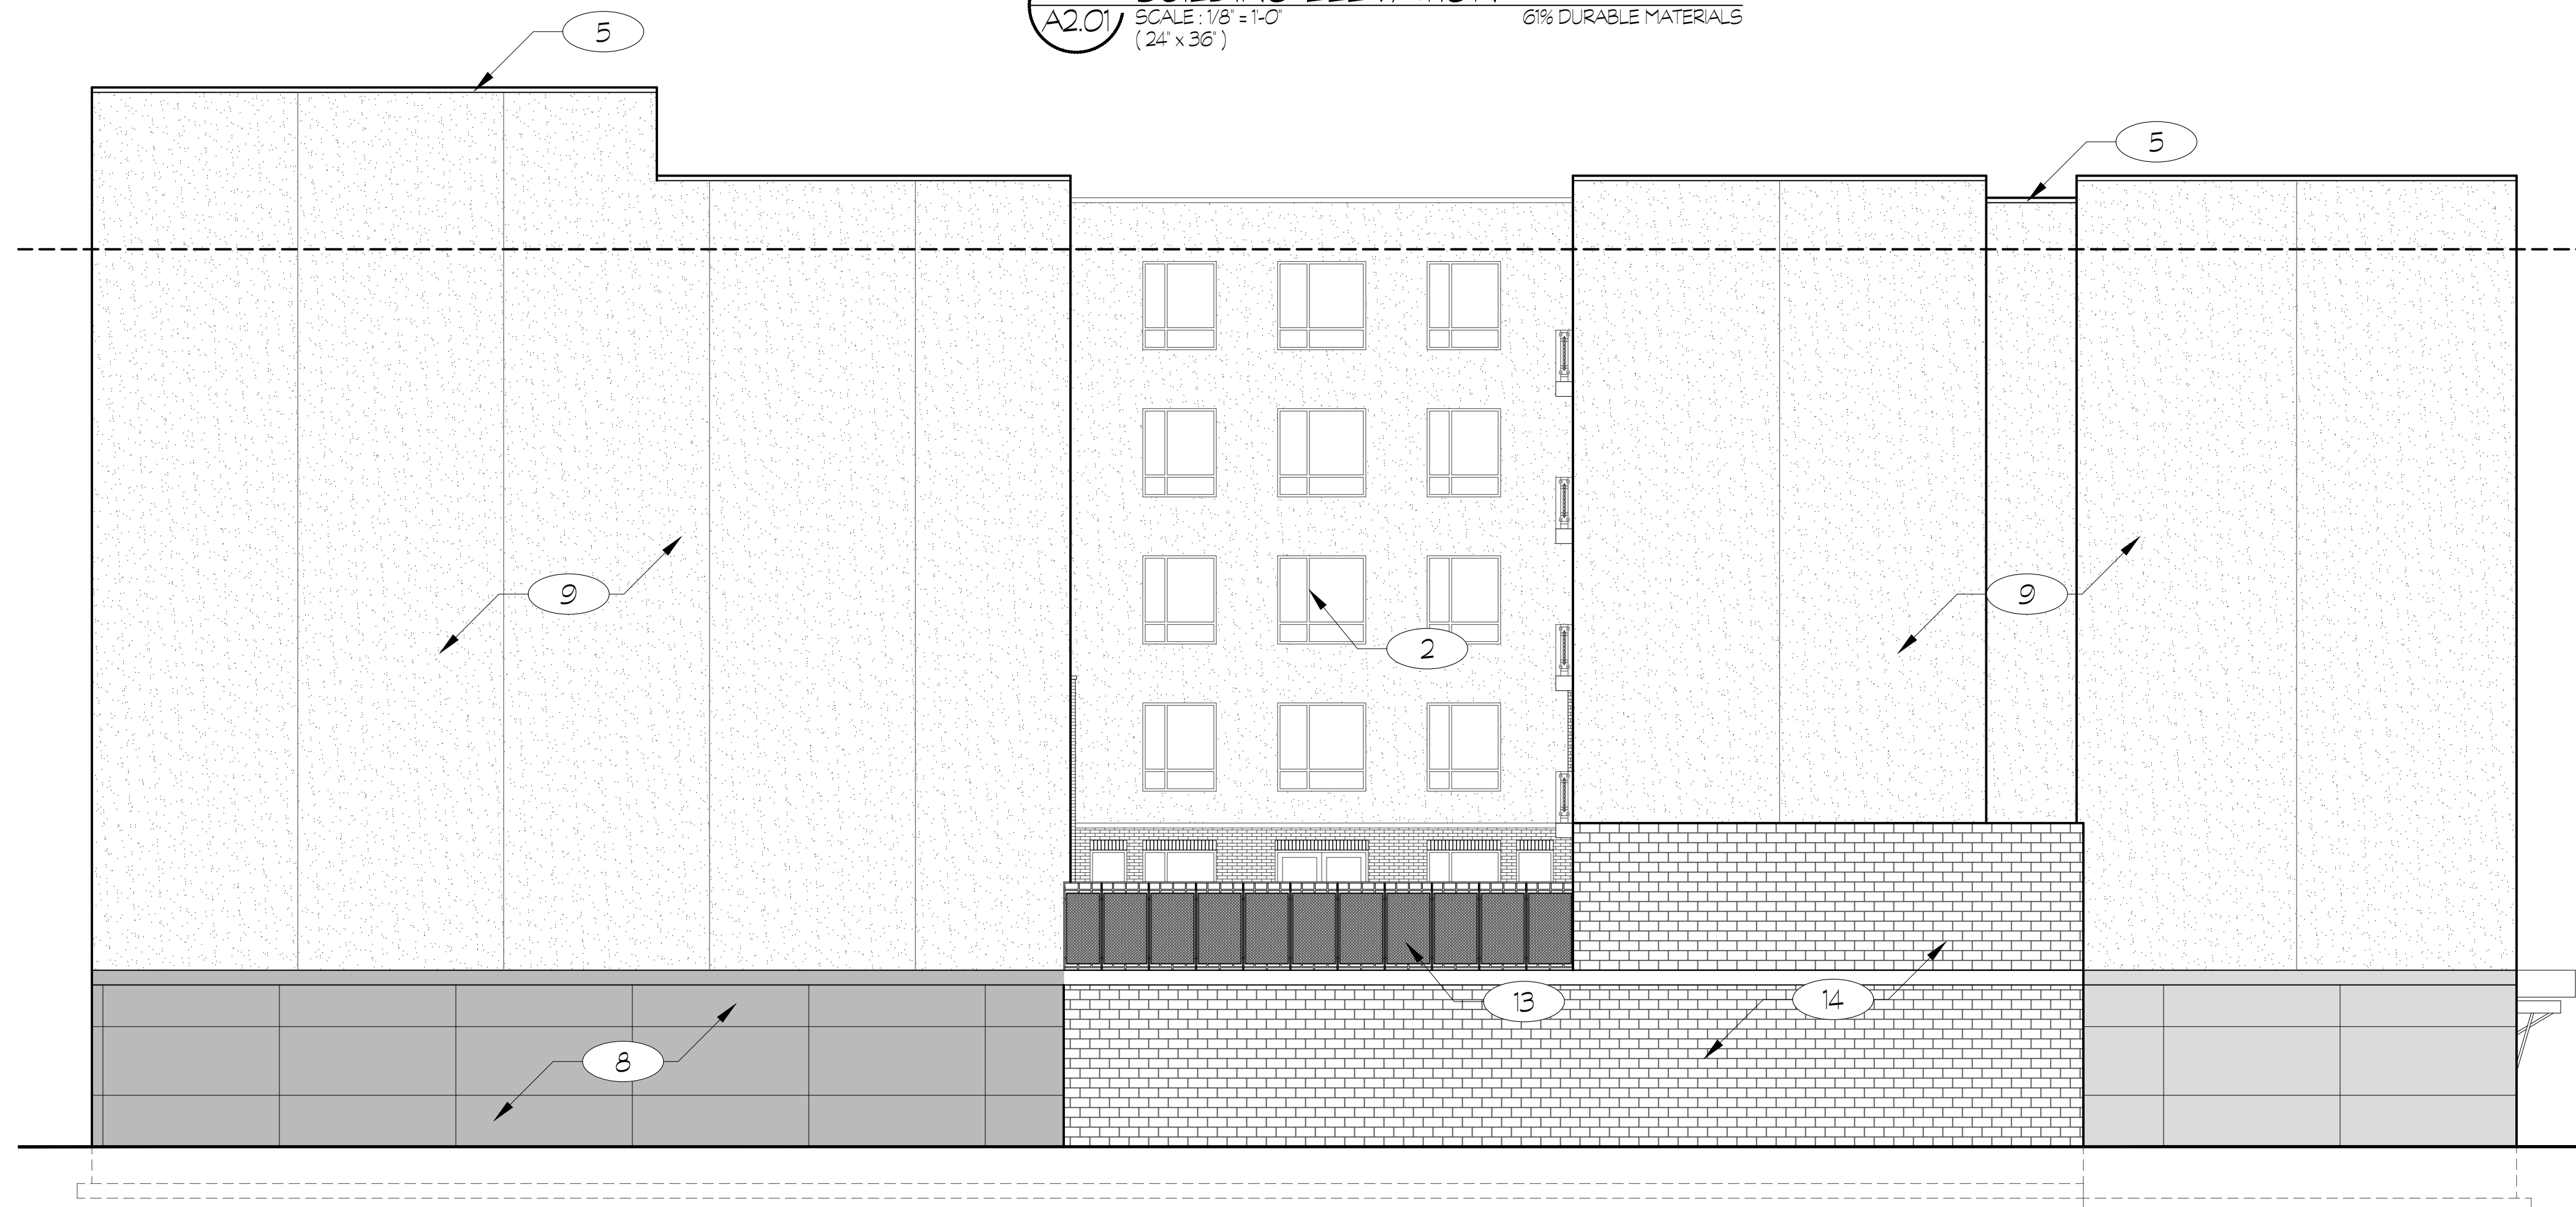 A2.01
SCALE : 1/8" = 1'-0"
61% DURABLE MATERIALS
( 24" x 36" )
5
5
9
9
2
13
14
8